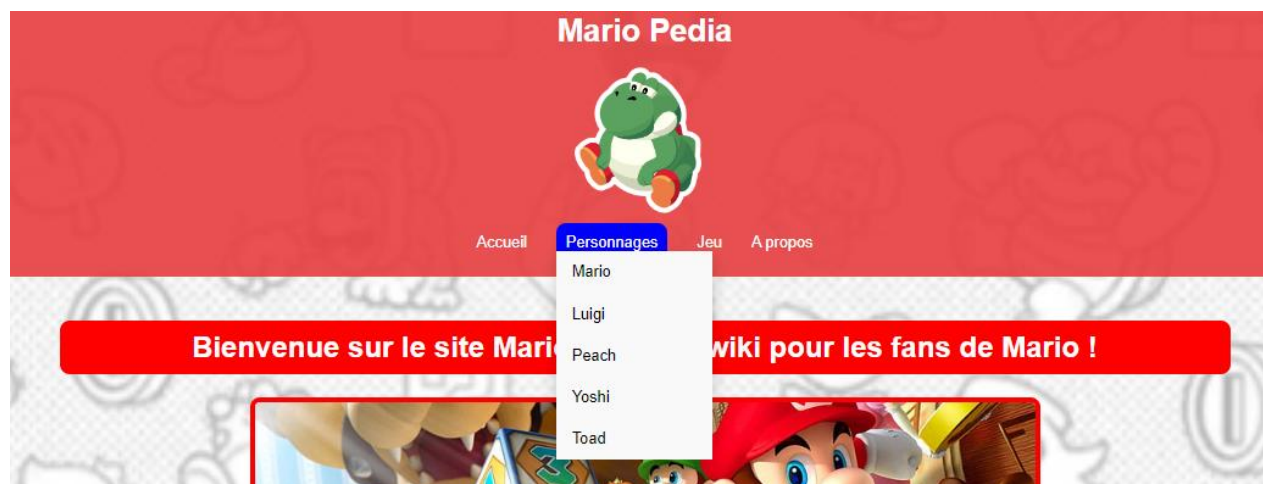 Mario Pedia
Accueil Personnages Jeu A propos
Mario
Luigi
Bienvenue sur le site Mari wiki pour les fans de Mario !
Peach
Yoshi
Toad
3